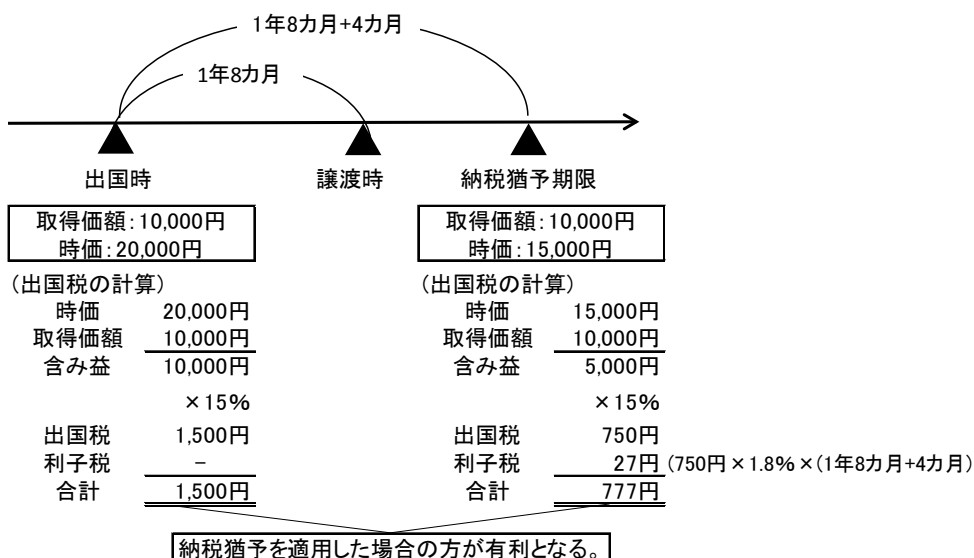 1年8カ月+4カ月
1年8カ月
出国時 譲渡時 納税猶予期限
取得価額:10,000円
時価:20,000円
取得価額:10,000円
時価:15,000円
(出国税の計算)
時価 20,000円
取得価額 10,000円
含み益 10,000円
×15%
出国税 1,500円
利子税 −
合計 1,500円
(出国税の計算)
時価 15,000円
取得価額 10,000円
含み益 5,000円
×15%
出国税 750円
利子税 27円 (750円×1.8%×(1年8カ月+4カ月)
合計 777円
納税猶予を適用した場合の方が有利となる。